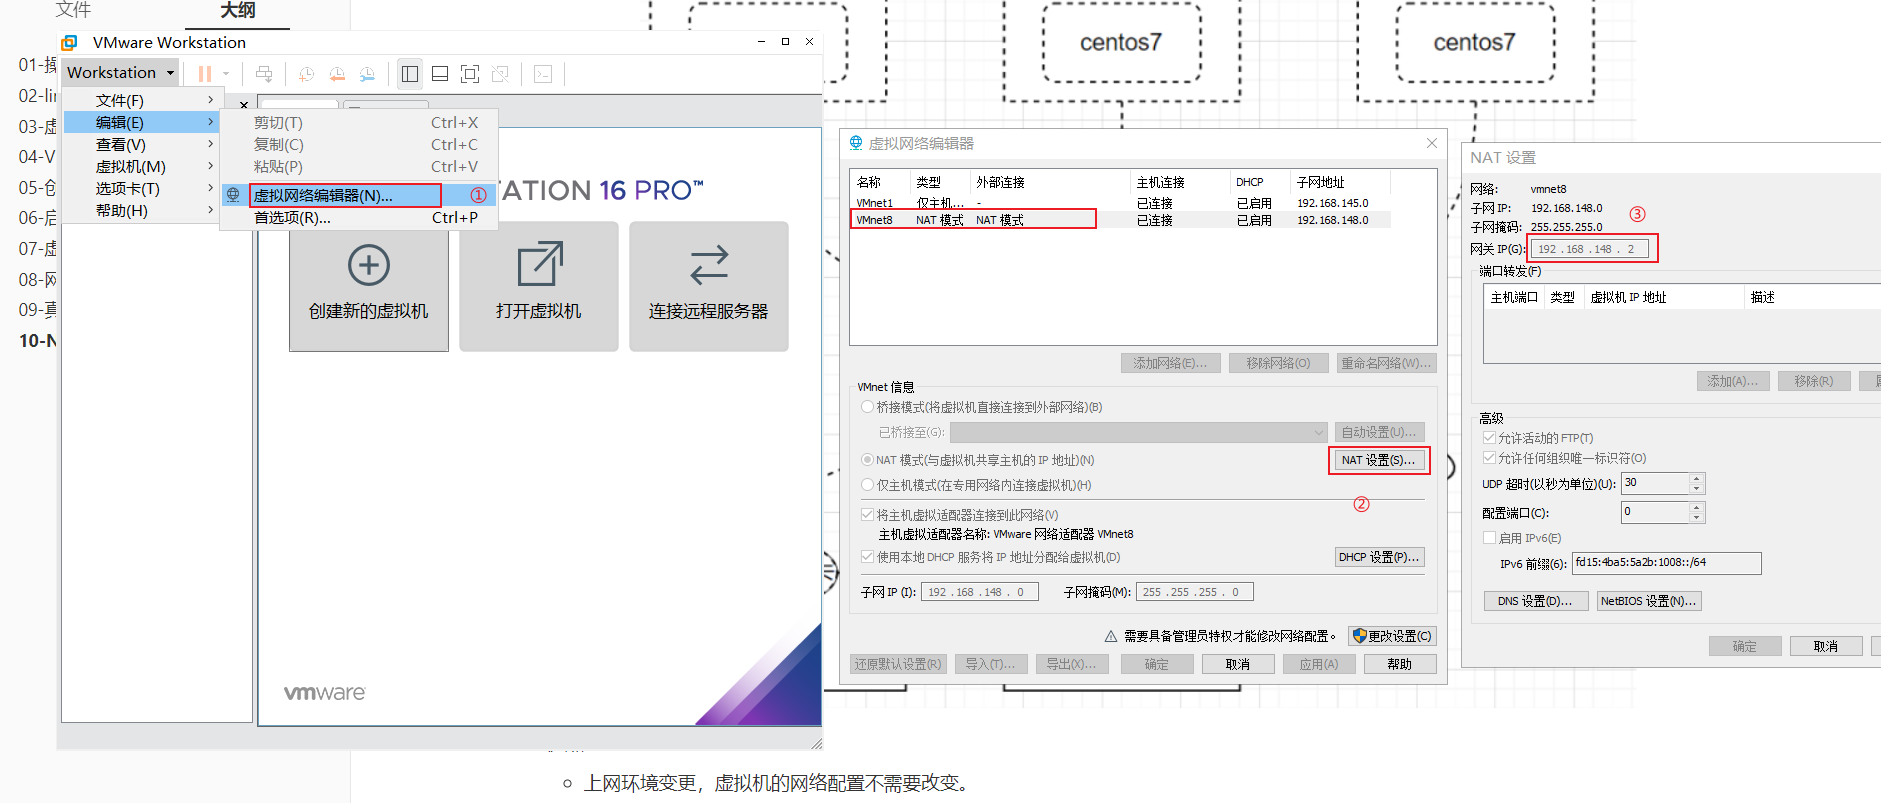 文件
大纲
01-操
02-lin
03-虚
04-V
05-创
06-启
07-虚
08-网
09-真
10-N
centos7
centos7
VMware Workstation
Workstation
文件(F)
编辑(E)
查看(V)
虚拟机(M)
选项卡(T)
帮助(H)
剪切(T) Ctrl+X
复制(C) Ctrl+C
粘贴(P) Ctrl+V
虚拟网络编辑器(N)... ①
首选项(R)... Ctrl+P
TATION 16 PRO™
创建新的虚拟机
打开虚拟机
连接远程服务器
vmware
虚拟网络编辑器
名称 类型 外部连接 主机连接 DHCP 子网地址
VMnet1 仅主机... - 已连接 已启用 192.168.145.0
VMnet8 NAT 模式 NAT 模式 已连接 已启用 192.168.148.0
添加网络(E)... 移除网络(O) 重命名网络(W)...
VMnet 信息
桥接模式(将虚拟机直接连接到外部网络)(B)
已桥接至(G): 自动设置(U)...
NAT 模式(与虚拟机共享主机的 IP 地址)(N) NAT 设置(S)...
仅主机模式(在专用网络内连接虚拟机)(H)
②
将主机虚拟适配器连接到此网络(V)
主机虚拟适配器名称: VMware 网络适配器 VMnet8
使用本地 DHCP 服务将 IP 地址分配给虚拟机(D) DHCP 设置(P)...
子网 IP (I): 192 . 168 . 148 . 0 子网掩码(M): 255 . 255 . 255 . 0
需要具备管理员特权才能修改网络配置。 更改设置(C)
还原默认设置(R) 导入(T)... 导出(X)... 确定 取消 应用(A) 帮助
NAT 设置
网络: vmnet8
子网 IP: 192.168.148.0
③
子网掩码: 255.255.255.0
网关 IP(G): 192 . 168 . 148 . 2
端口转发(F)
主机端口 类型 虚拟机 IP 地址 描述
添加(A)... 移除(R)
高级
允许活动的 FTP(T)
允许任何组织唯一标识符(O)
UDP 超时(以秒为单位)(U): 30
配置端口(C): 0
启用 IPv6(E)
IPv6 前缀(6): fd15:4ba5:5a2b:1008::/64
DNS 设置(D)... NetBIOS 设置(N)...
确定 取消
上网环境变更，虚拟机的网络配置不需要改变。